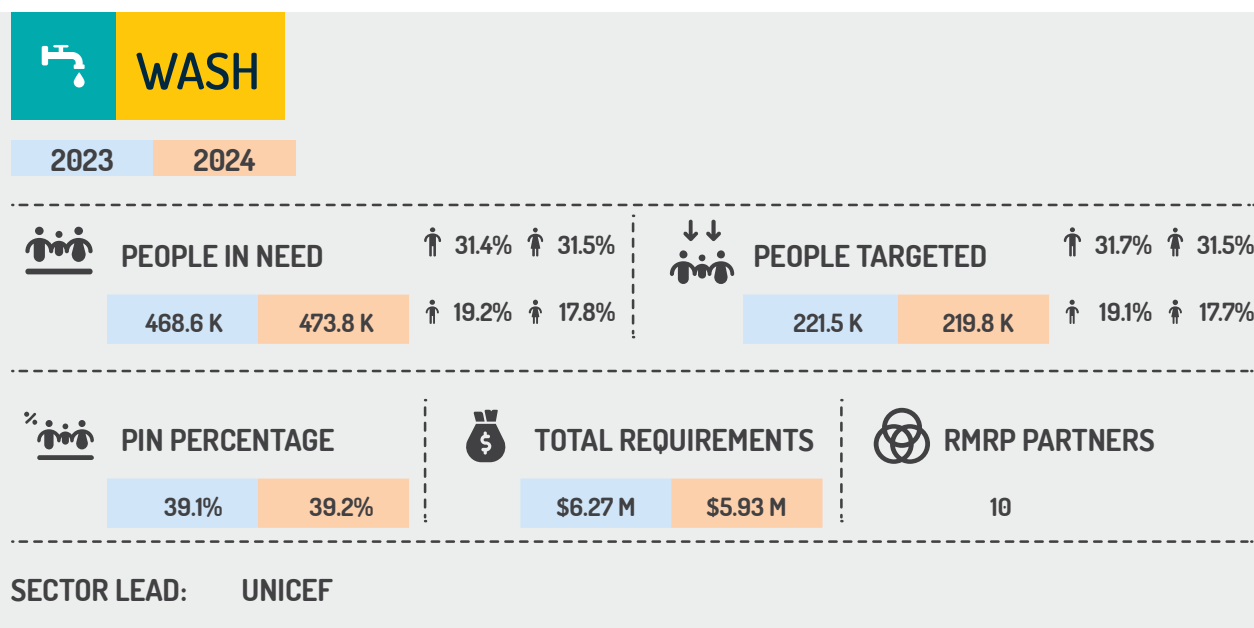 WASH
2023 2024
PEOPLE IN NEED
31.4% 31.5%
468.6 K 473.8 K
19.2% 17.8%
PEOPLE TARGETED
31.7% 31.5%
221.5 K 219.8 K
19.1% 17.7%
%
PIN PERCENTAGE
39.1% 39.2%
$
TOTAL REQUIREMENTS
$6.27 M $5.93 M
RMRP PARTNERS
10
SECTOR LEAD: UNICEF